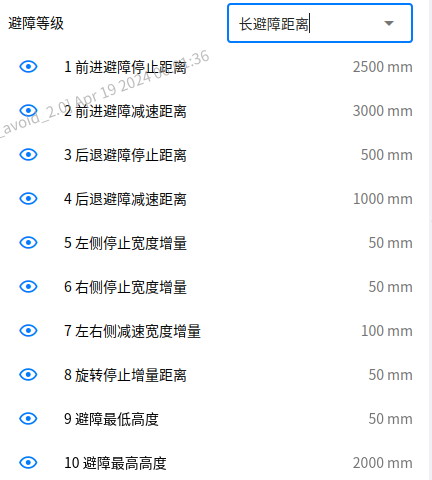 避障等级
长避障距离
1 前进避障停止距离 2500 mm
2 前进避障减速距离 3000 mm
3 后退避障停止距离 500 mm
4 后退避障减速距离 1000 mm
5 左侧停止宽度增量 50 mm
6 右侧停止宽度增量 50 mm
7 左右侧减速宽度增量 100 mm
8 旋转停止增量距离 50 mm
9 避障最低高度 50 mm
10 避障最高高度 2000 mm
Apr 19 2024